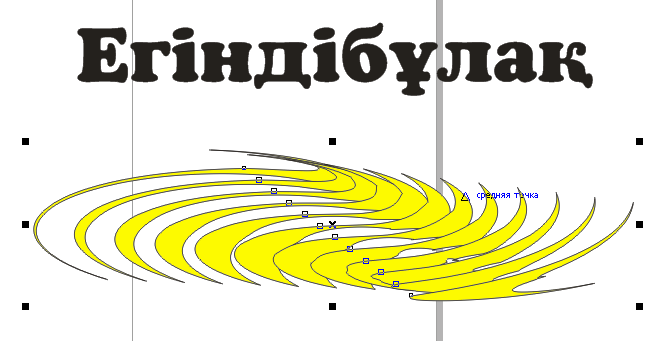 Егіндібұлақ
средняя точка